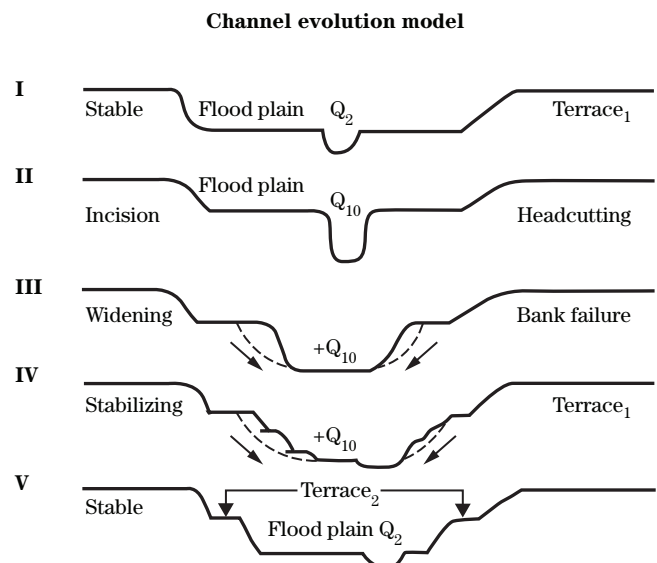 Channel evolution model
I
Stable
Flood plain
Q2
Terrace1
II
Flood plain
Incision
Q10
Headcutting
III
Widening
+Q10
Bank failure
IV
Stabilizing
+Q10
Terrace1
V
Stable
Terrace2
Flood plain Q2